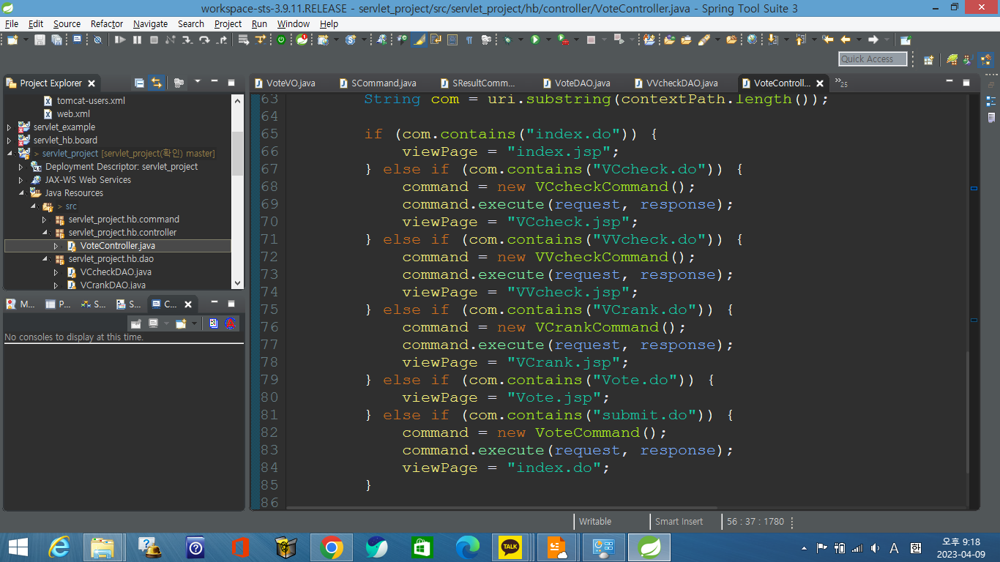 workspace-sts-3.9.11.RELEASE - servlet_project/src/servlet_project/hb/controller/VoteController.java - Spring Tool Suite 3
File Edit Source Refactor Navigate Search Project Run Window Help
Quick Access
Project Explorer
tomcat-users.xml
web.xml
servlet_example
servlet_hb.board
> servlet_project [servlet_project(확인) master]
Deployment Descriptor: servlet_project
JAX-WS Web Services
Java Resources
> src
servlet_project.hb.command
servlet_project.hb.controller
VoteController.java
servlet_project.hb.dao
VCcheckDAO.java
VCrankDAO.java
M... P... S... S... C...
No consoles to display at this time.
VoteVO.java SCommand.java SResultComm... VoteDAO.java VVcheckDAO.java VoteControll... »25
63 String com = uri.substring(contextPath.length());
64
65 if (com.contains("index.do")) {
66 viewPage = "index.jsp";
67 } else if (com.contains("VCcheck.do")) {
68 command = new VCcheckCommand();
69 command.execute(request, response);
70 viewPage = "VCcheck.jsp";
71 } else if (com.contains("VVcheck.do")) {
72 command = new VVcheckCommand();
73 command.execute(request, response);
74 viewPage = "VVcheck.jsp";
75 } else if (com.contains("VCrank.do")) {
76 command = new VCrankCommand();
77 command.execute(request, response);
78 viewPage = "VCrank.jsp";
79 } else if (com.contains("Vote.do")) {
80 viewPage = "Vote.jsp";
81 } else if (com.contains("submit.do")) {
82 command = new VoteCommand();
83 command.execute(request, response);
84 viewPage = "index.do";
85 }
86
Writable Smart Insert 56 : 37 : 1780
TALK
A 한 오후 9:18
2023-04-09